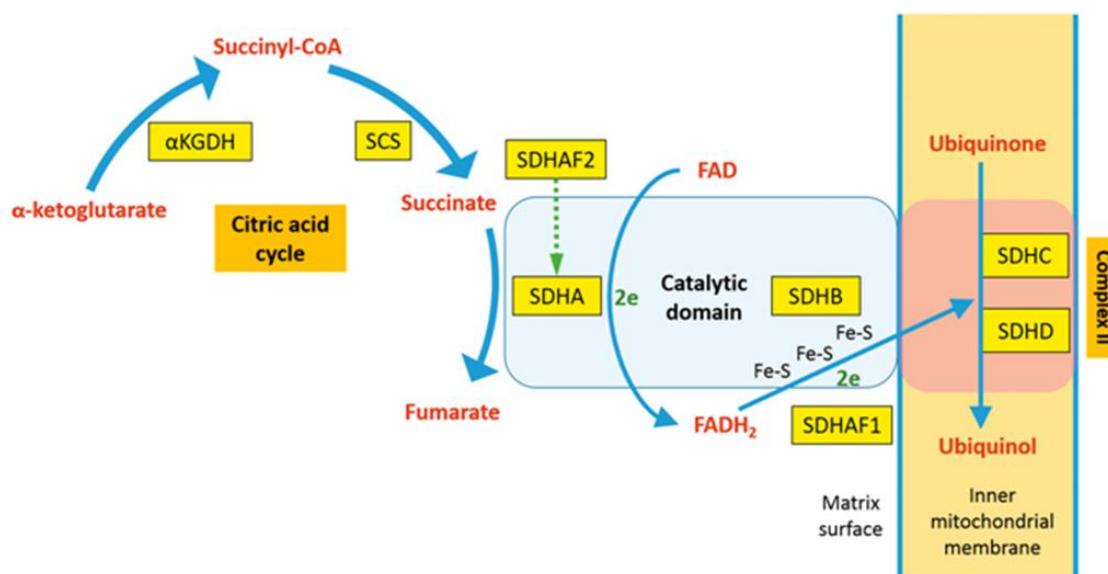 Succinyl-CoA
αKGDH
SCS
α-ketoglutarate
Citric acid
cycle
Succinate
SDHAF2
FAD
SDHA
2e
Catalytic
domain
SDHB
Fe-S
Fe-S
Fe-S
2e
Fumarate
FADH₂
SDHAF1
Ubiquinone
SDHC
SDHD
Complex II
Ubiquinol
Matrix
surface
Inner
mitochondrial
membrane